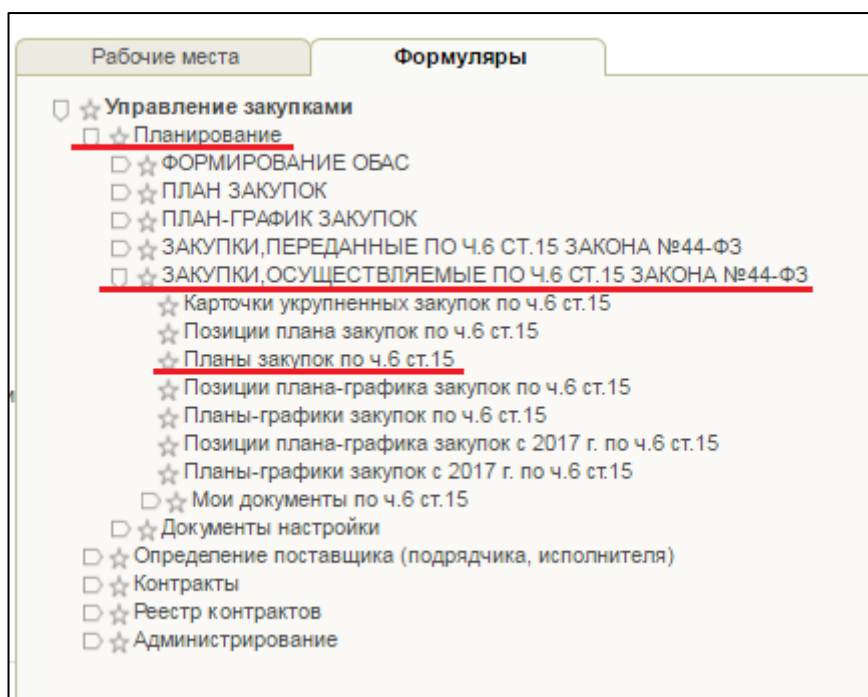 Рабочие места
Формуляры
Управление закупками
Планирование
ФОРМИРОВАНИЕ ОБАС
ПЛАН ЗАКУПОК
ПЛАН-ГРАФИК ЗАКУПОК
ЗАКУПКИ,ПЕРЕДАННЫЕ ПО Ч.6 СТ.15 ЗАКОНА №44-ФЗ
ЗАКУПКИ,ОСУЩЕСТВЛЯЕМЫЕ ПО Ч.6 СТ.15 ЗАКОНА №44-ФЗ
Карточки укрупненных закупок по ч.6 ст.15
Позиции плана закупок по ч.6 ст.15
Планы закупок по ч.6 ст.15
Позиции плана-графика закупок по ч.6 ст.15
Планы-графики закупок по ч.6 ст.15
Позиции плана-графика закупок с 2017 г. по ч.6 ст.15
Планы-графики закупок с 2017 г. по ч.6 ст.15
Мои документы по ч.6 ст.15
Документы настройки
Определение поставщика (подрядчика, исполнителя)
Контракты
Реестр контрактов
Администрирование